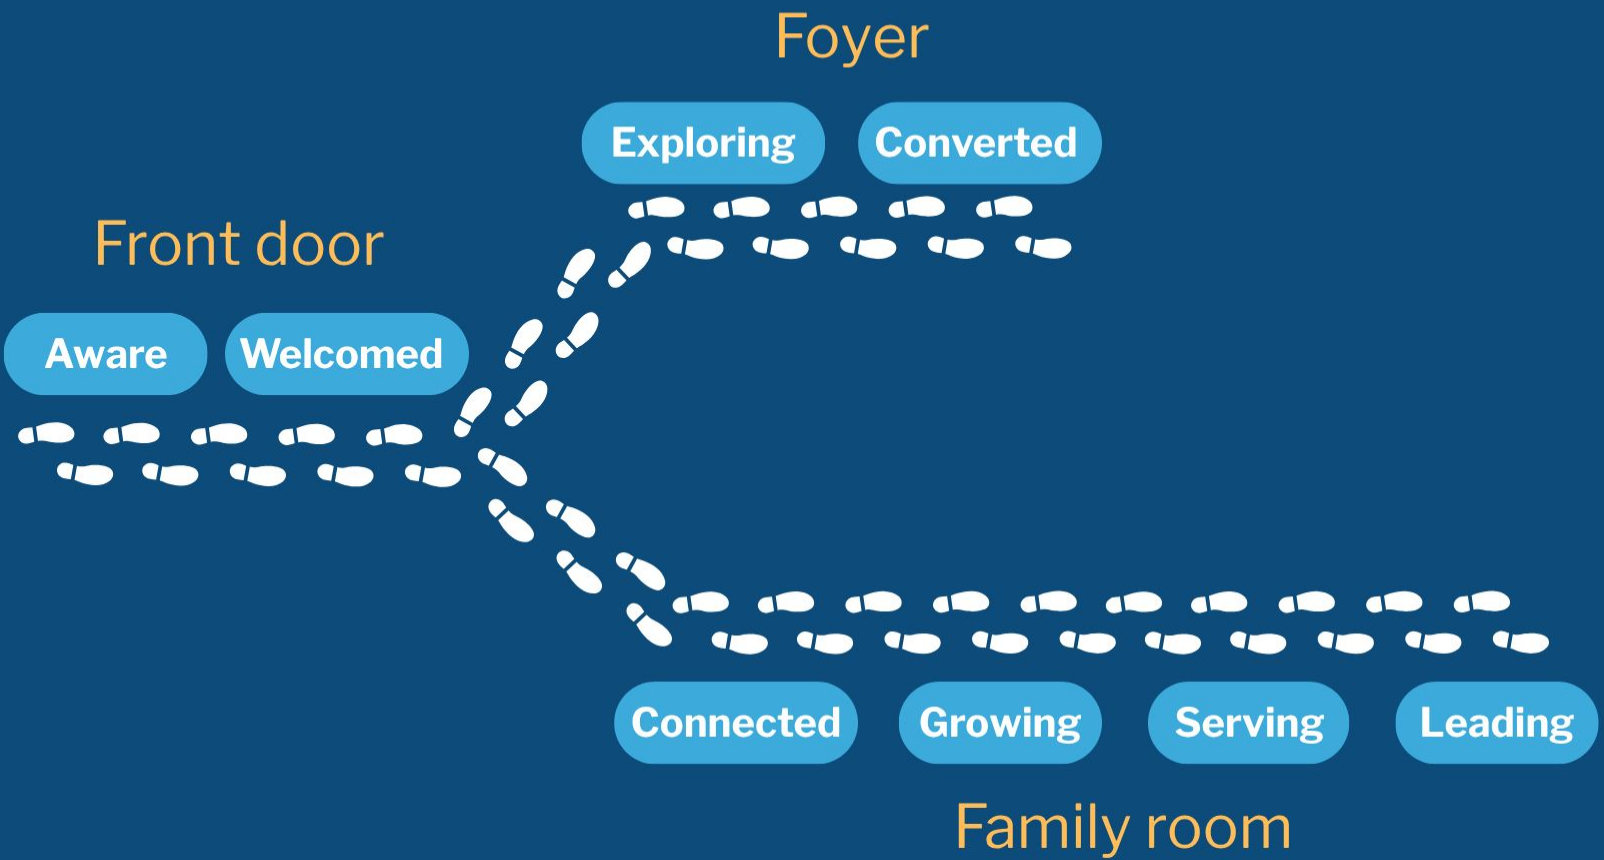 Foyer
Exploring Converted
Front door
Aware Welcomed
Connected Growing Serving Leading
Family room